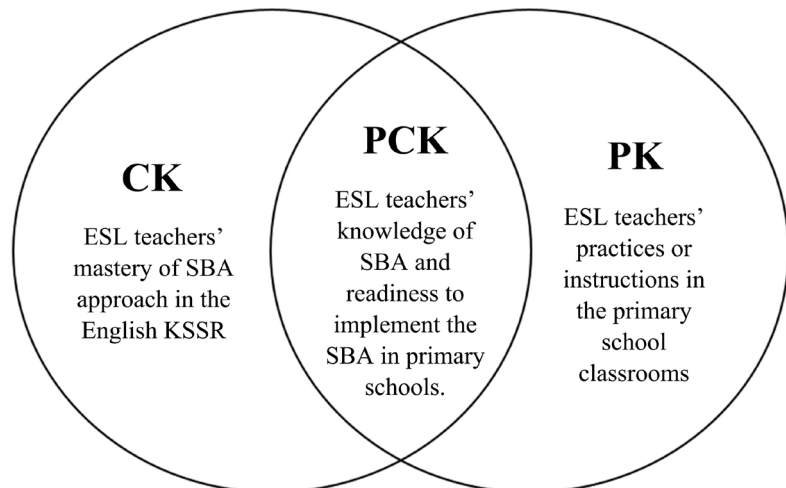 CK
ESL teachers’
mastery of SBA
approach in the
English KSSR
PCK
ESL teachers’
knowledge of
SBA and
readiness to
implement the
SBA in primary
schools.
PK
ESL teachers’
practices or
instructions in
the primary
school
classrooms